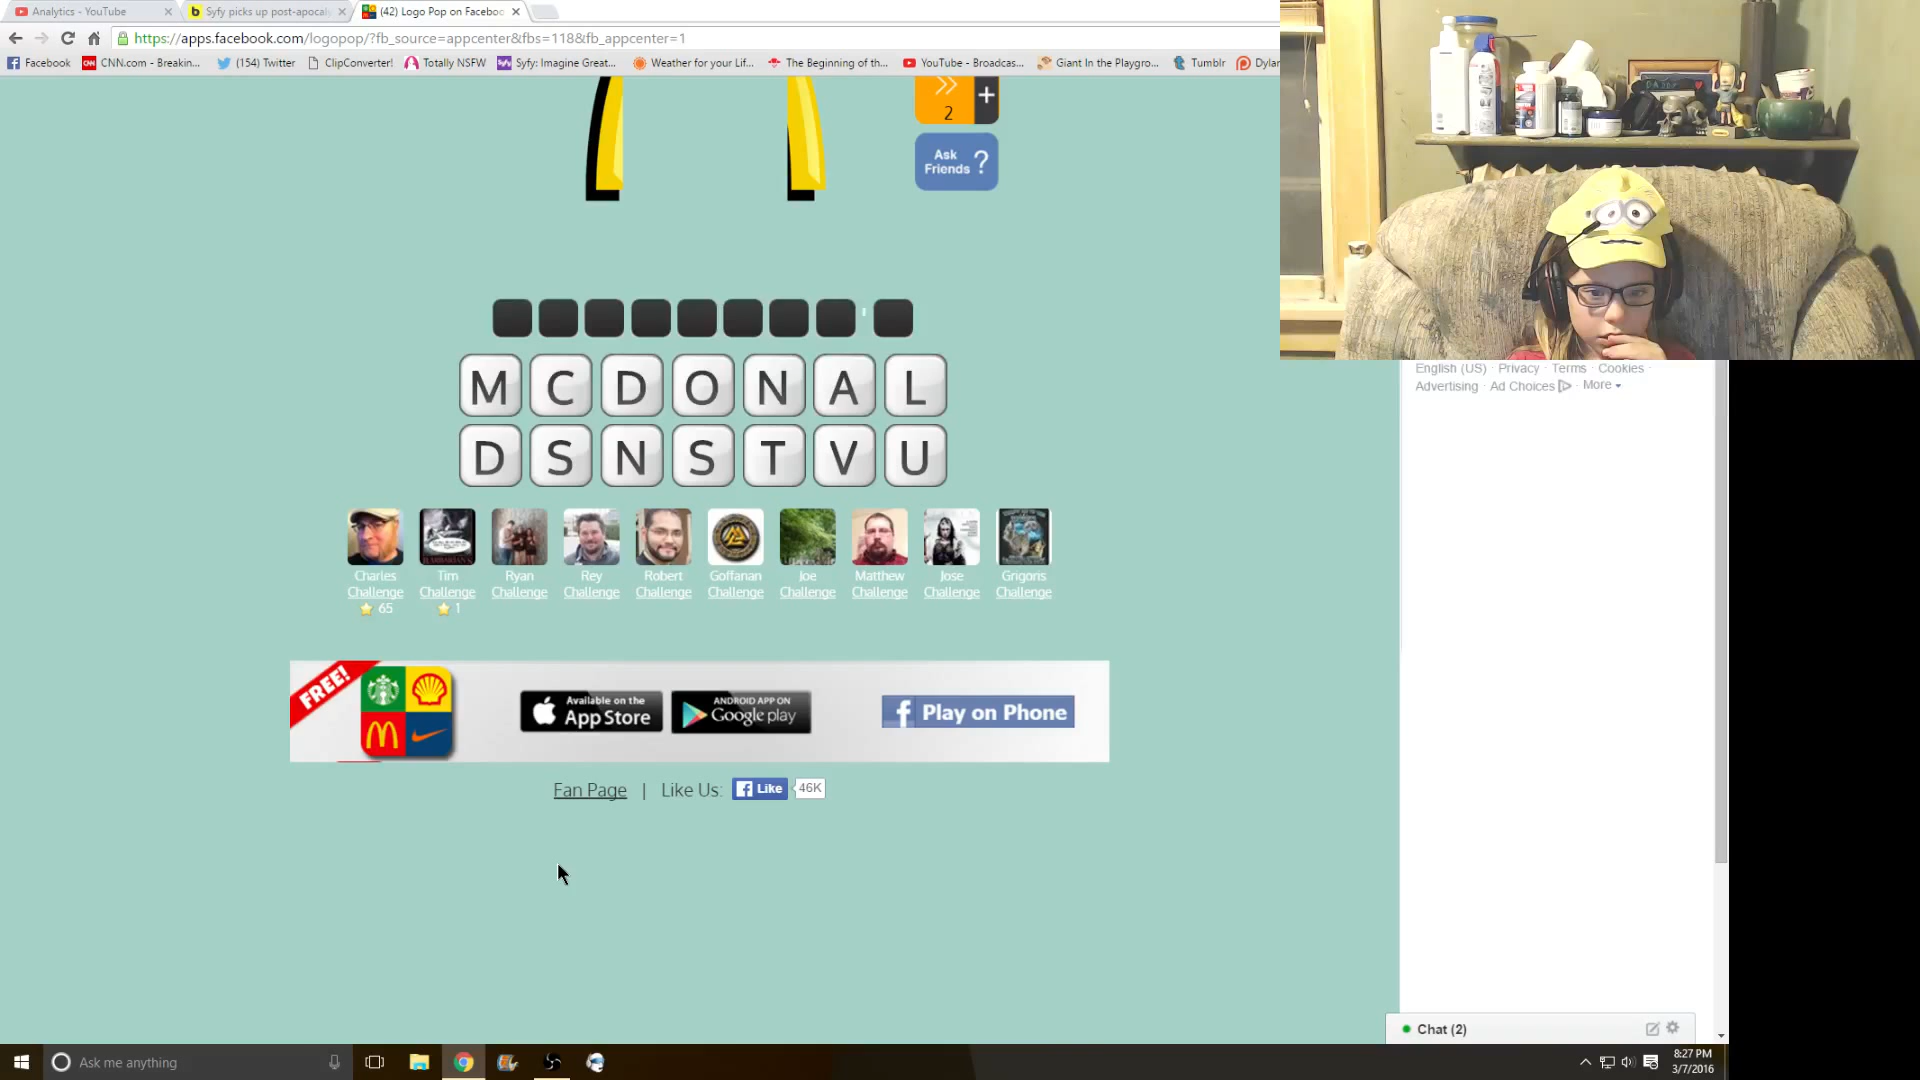 Analytics - YouTube
Syfy picks up post-apocal
(42) Logo Pop on Faceboo
https://apps.facebook.com/logopop/?fb_source=appcenter&fbs=118&fb_appcenter=1
Facebook
CNN.com - Breakin...
(154) Twitter
ClipConverter!
Totally NSFW
Syfy: Imagine Great...
Weather for your Lif...
The Beginning of th...
YouTube - Broadcas...
Giant In the Playgro...
Tumblr
Dylar
2
+
Ask
Friends ?
'
M C D O N A L
D S N S T V U
Charles Tim Ryan Rey Robert Goffanan Joe Matthew Jose Grigoris
Challenge Challenge Challenge Challenge Challenge Challenge Challenge Challenge Challenge Challenge
65 1
FREE!
Available on the
App Store
ANDROID APP ON
Google play
Play on Phone
Fan Page | Like Us: Like 46K
English (US) · Privacy · Terms · Cookies ·
Advertising · Ad Choices · More
Chat (2)
Ask me anything
8:27 PM
3/7/2016